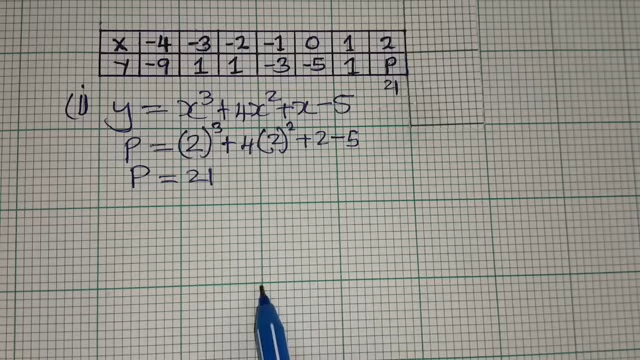 x -4 -3 -2 -1 0 1 2
y -9 1 1 -3 -5 1 P
21
(i) y = x³ + 4x² + x - 5
P = (2)³ + 4(2)² + 2 - 5
P = 21